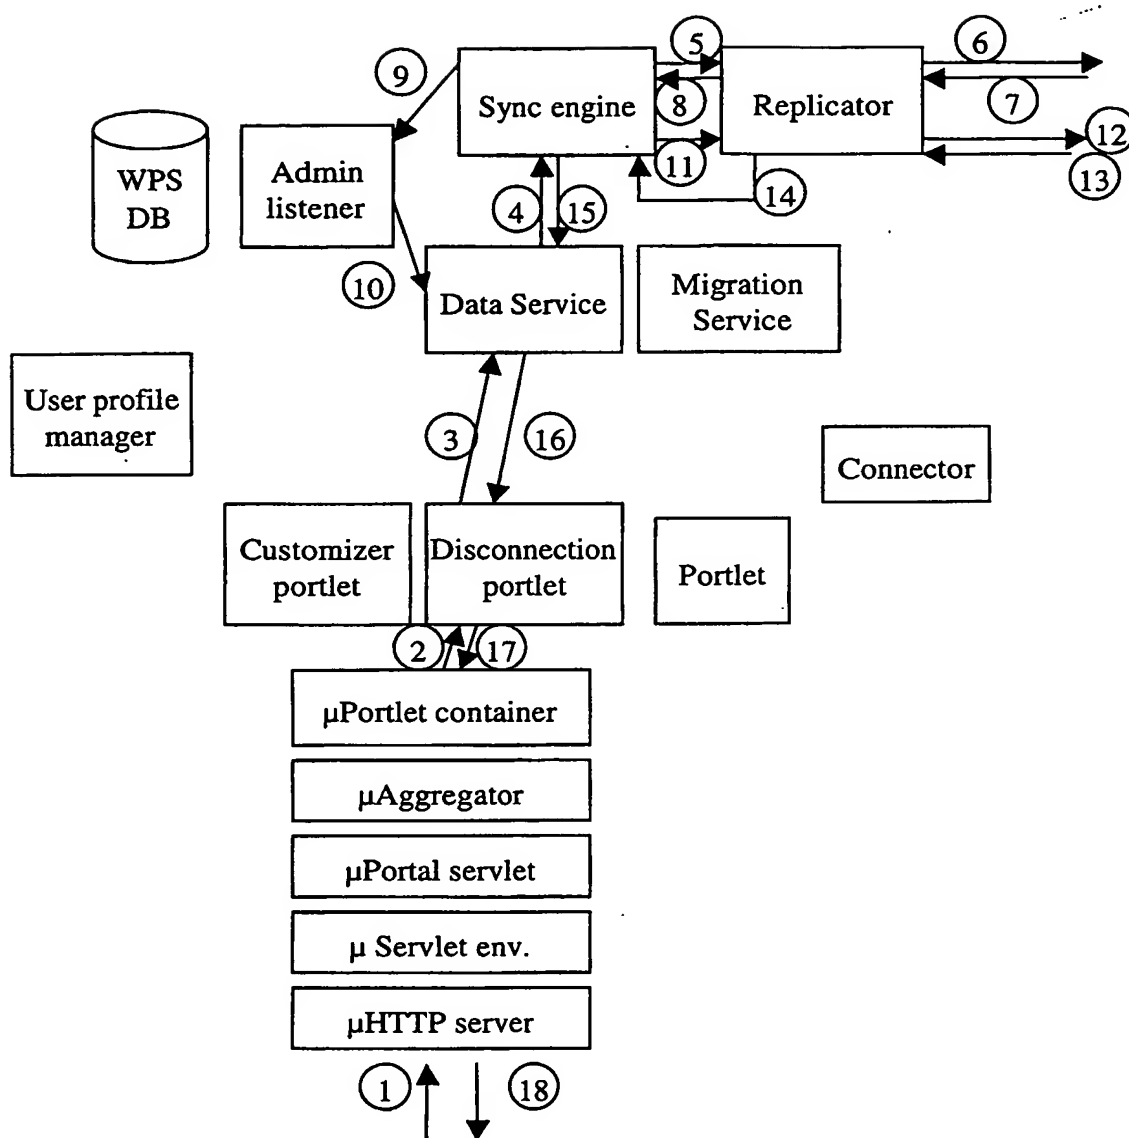 5
6
9
Sync engine
8
Replicator
7
WPS
DB
Admin
listener
11
12
13
4
15
14
10
Data Service
Migration
Service
User profile
manager
3
16
Connector
Customizer
portlet
Disconnection
portlet
Portlet
2
17
µPortlet container
µAggregator
µPortal servlet
µ Servlet env.
µHTTP server
1
18